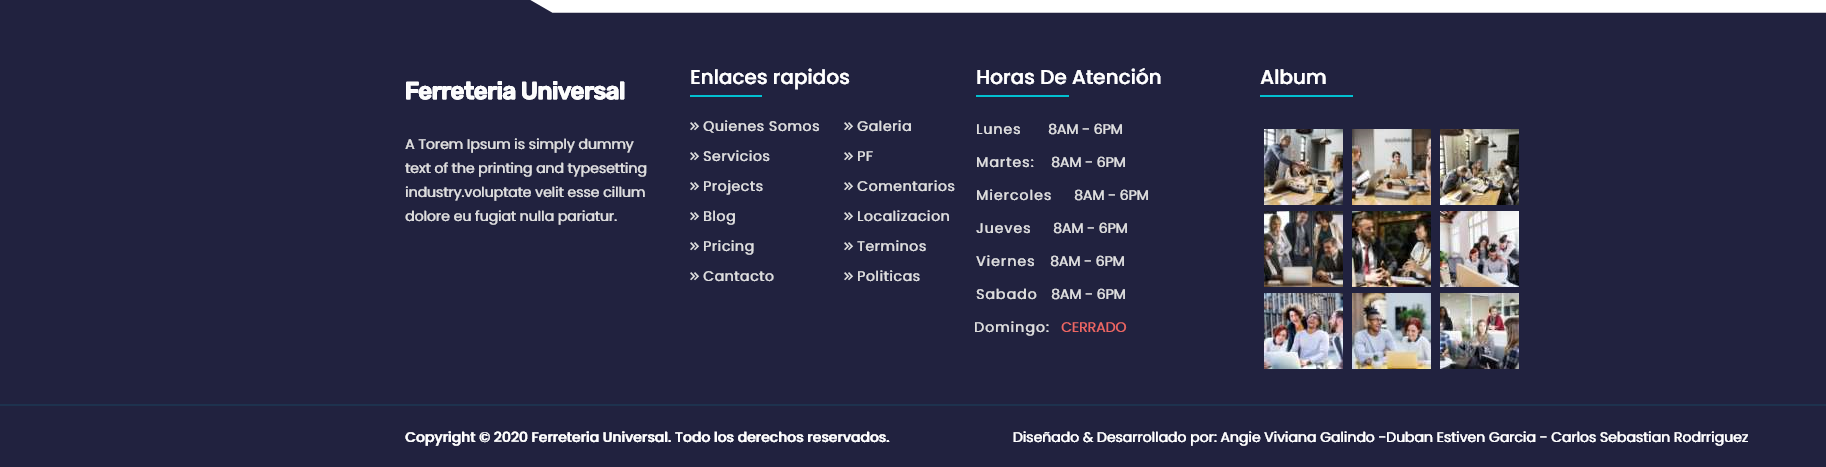 Ferreteria Universal
A Torem Ipsum is simply dummy
text of the printing and typesetting
industry.voluptate velit esse cillum
dolore eu fugiat nulla pariatur.
Enlaces rapidos
» Quienes Somos
» Servicios
» Projects
» Blog
» Pricing
» Cantacto
» Galeria
» PF
» Comentarios
» Localizacion
» Terminos
» Politicas
Horas De Atención
Lunes 8AM - 6PM
Martes: 8AM - 6PM
Miercoles 8AM - 6PM
Jueves 8AM - 6PM
Viernes 8AM - 6PM
Sabado 8AM - 6PM
Domingo: CERRADO
Album
Copyright © 2020 Ferreteria Universal. Todo los derechos reservados.
Diseñado & Desarrollado por: Angie Viviana Galindo -Duban Estiven Garcia - Carlos Sebastian Rodrriguez